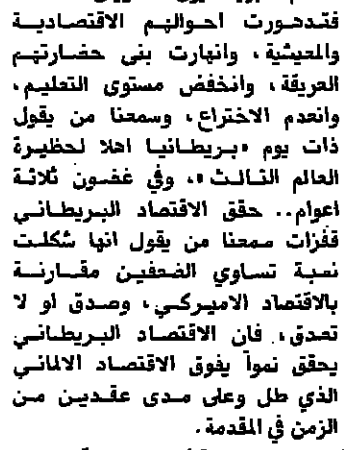 فتدهورت احوالهم الاقتصادية
والمعيشية، وانهارت بنى حضارتهم
العريقة، وانخفض مستوى التعليم،
وانعدم الاختراع، وسمعنا من يقول
ذات يوم «بريطانيا اهلا لحظيرة
العالم الثالث»، وفي غضون ثلاثة
اعوام.. حقق الاقتصاد البريطاني
قفزات سمعنا من يقول انها شكلت
نسبة تساوي الضعفين مقارنة
بالاقتصاد الاميركي، وصدق او لا
تصدق، فان الاقتصاد البريطاني
يحقق نمواً يفوق الاقتصاد الالماني
الذي ظل وعلى مدى عقدين من
الزمن في المقدمة.